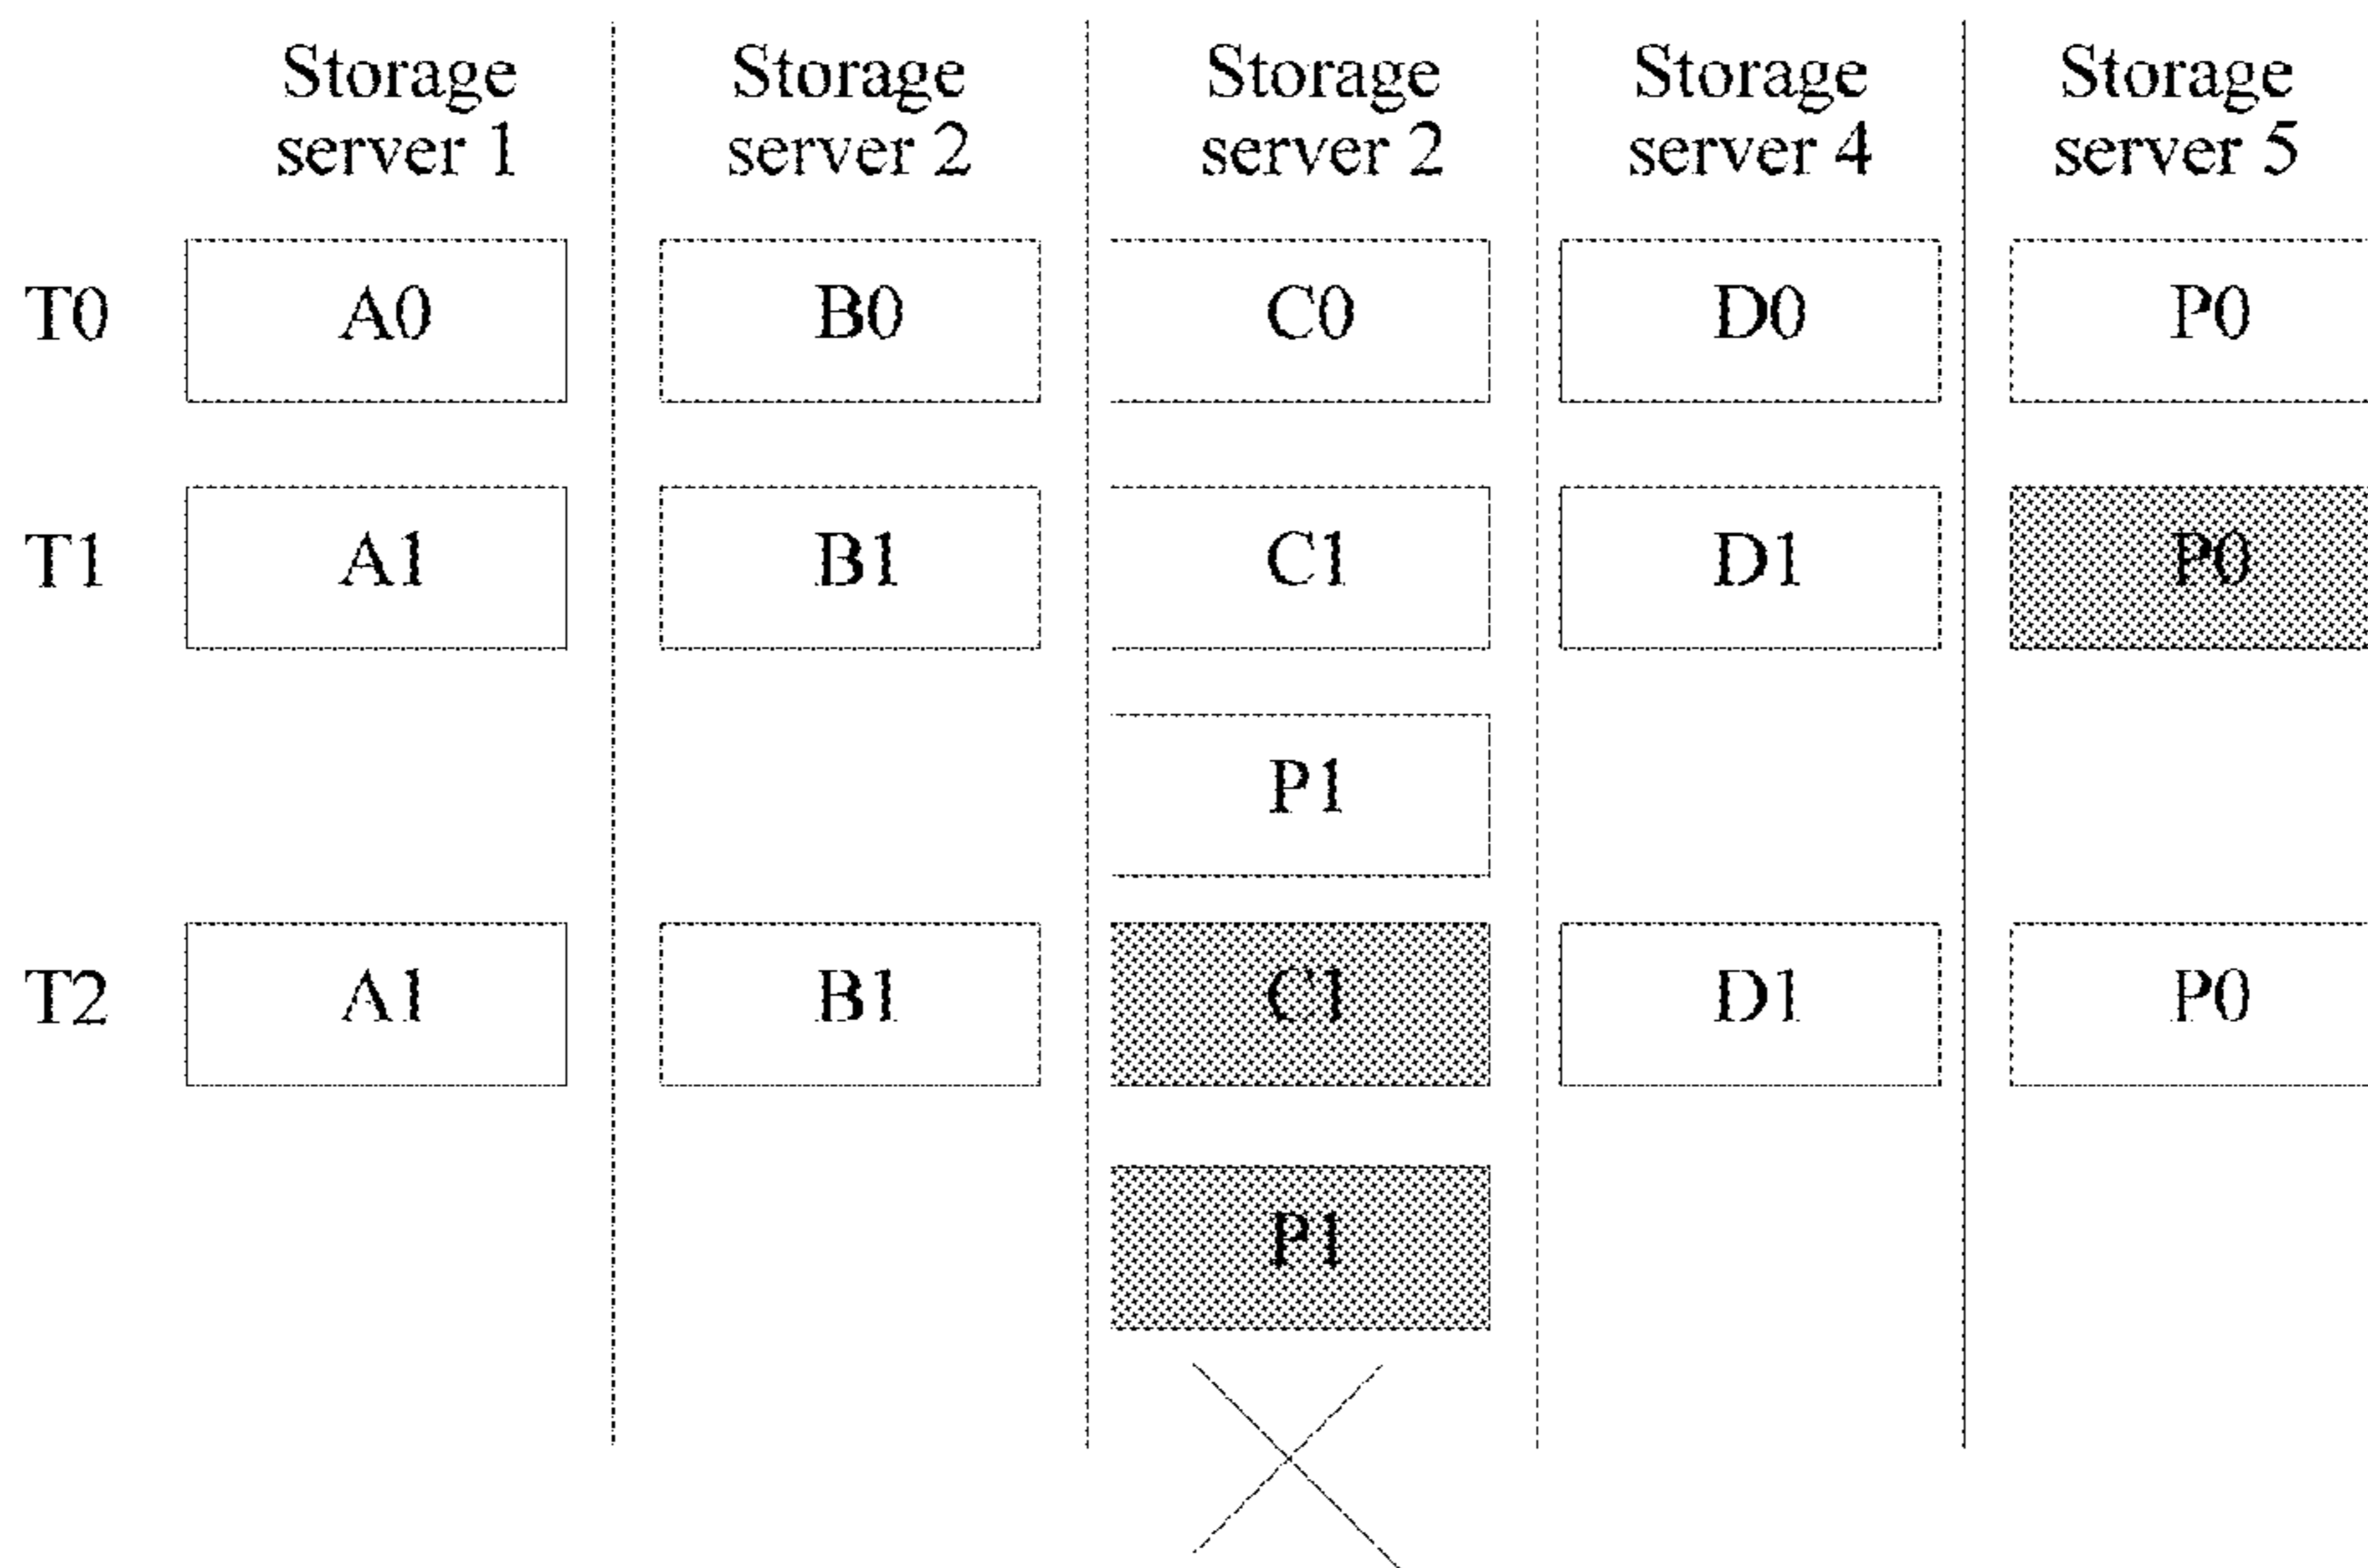 Storage server 1
Storage server 2
Storage server 2
Storage server 4
Storage server 5
T0 A0 B0 C0 D0 P0
T1 A1 B1 C1 D1 P0
P1
T2 A1 B1 C1 D1 P0
P1